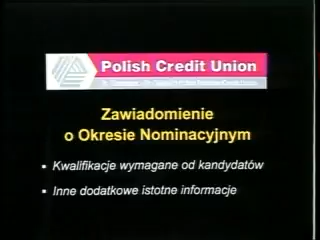 Polish Credit Union
Zawiadomienie
o Okresie Nominacyjnym
Kwalifikacje wymagane od kandydatów
Inne dodatkowe istotne informacje